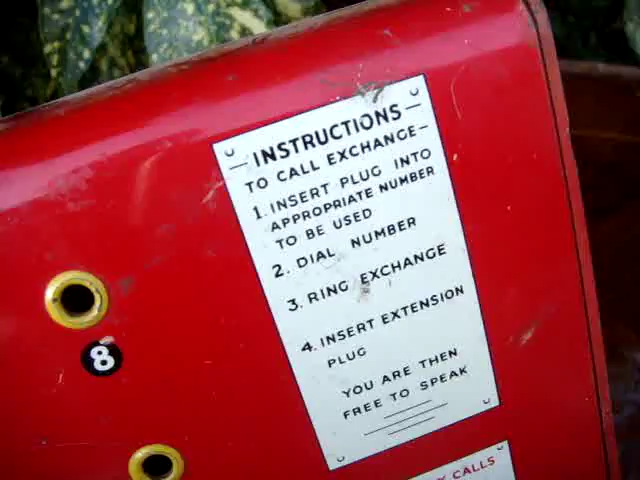 — INSTRUCTIONS —
TO CALL EXCHANGE—
1. INSERT PLUG INTO
APPROPRIATE NUMBER
TO BE USED
2. DIAL NUMBER
3. RING EXCHANGE
4. INSERT EXTENSION
PLUG
YOU ARE THEN
FREE TO SPEAK
8
CALLS